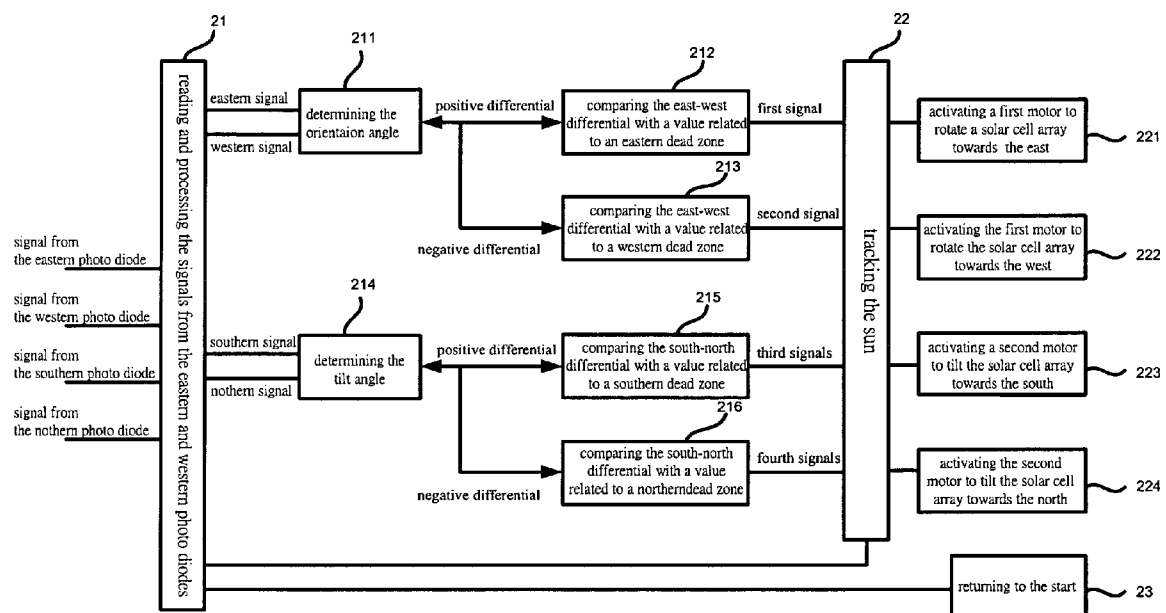 21
reading and processing the signals from the eastern and western photo diodes
signal from
the eastern photo diode
signal from
the western photo diode
signal from
the southern photo diode
signal from
the nothern photo diode
eastern signal
western signal
211
determining the
orientaion angle
positive differential
negative differential
212
comparing the east-west
differential with a value related
to an eastern dead zone
first signal
213
comparing the east-west
differential with a value related
to a western dead zone
second signal
southern signal
nothern signal
214
determining the
tilt angle
positive differential
negative differential
215
comparing the south-north
differential with a value related
to a southern dead zone
third signals
216
comparing the south-north
differential with a value
related to a northerndead zone
fourth signals
22
tracking the sun
activating a first motor to
rotate a solar cell array
towards the east
221
activating the first motor to
rotate the solar cell array
towards the west
222
activating a second motor
to tilt the solar cell array
towards the south
223
activating the second
motor to tilt the solar cell
array towards the north
224
returning to the start
23